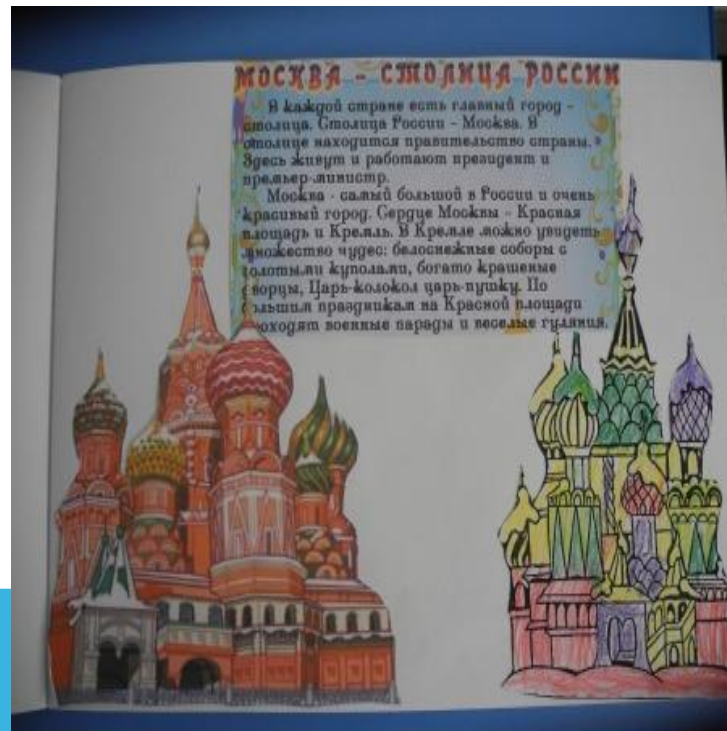 МОСКВА - СТОЛИЦА РОССИИ
В каждой стране есть главный город -
столица. Столица России - Москва. В
столице находится правительство страны.
Здесь живут и работают президент и
премьер-министр.
Москва - самый большой в России и очень
красивый город. Сердце Москвы - Красная
площадь и Кремль. В Кремле можно увидеть
множество чудес: белоснежные соборы с
золотыми куполами, богато крашеные
дворцы, Царь-колокол царь-пушку. По
большим праздникам на Красной площади
проходят военные парады и веселые гуляния.